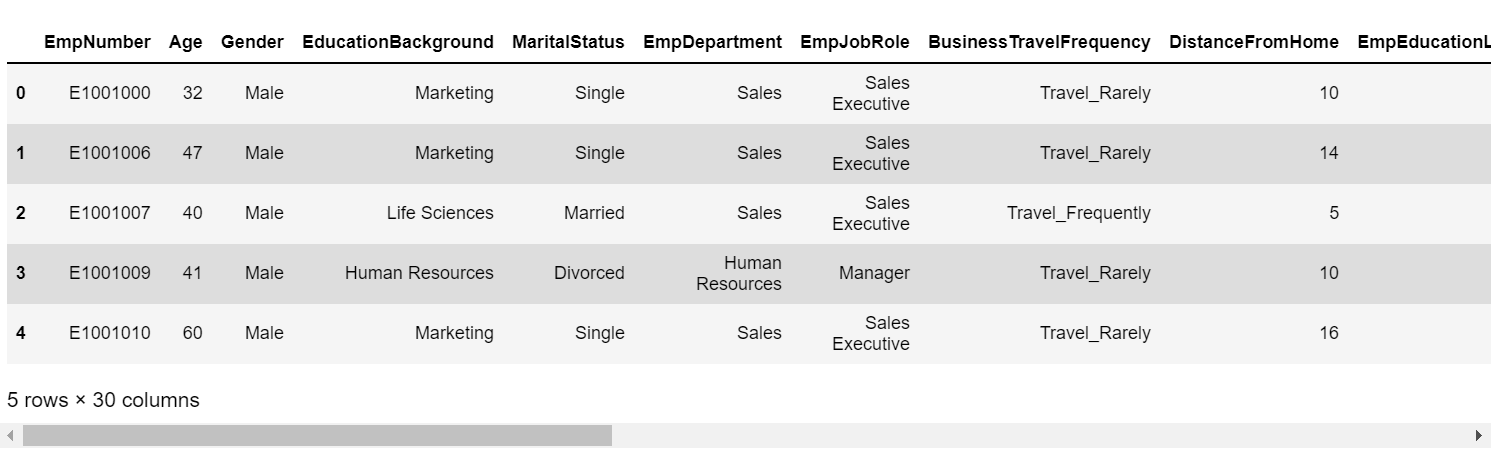 EmpNumber Age Gender EducationBackground MaritalStatus EmpDepartment EmpJobRole BusinessTravelFrequency DistanceFromHome EmpEducationL
0 E1001000 32 Male Marketing Single Sales Sales Executive Travel_Rarely 10
1 E1001006 47 Male Marketing Single Sales Sales Executive Travel_Rarely 14
2 E1001007 40 Male Life Sciences Married Sales Sales Executive Travel_Frequently 5
3 E1001009 41 Male Human Resources Divorced Human Resources Manager Travel_Rarely 10
4 E1001010 60 Male Marketing Single Sales Sales Executive Travel_Rarely 16
5 rows × 30 columns